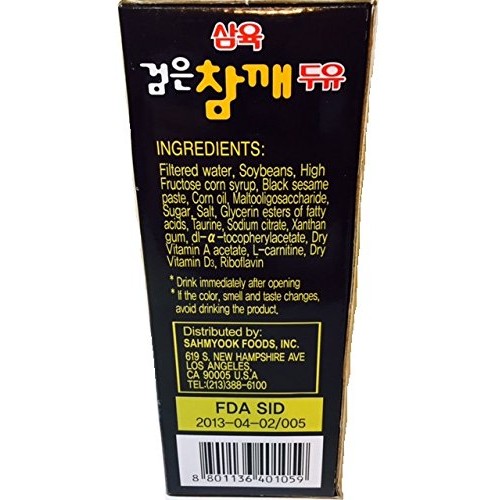 삼육
검은 참깨 두유
INGREDIENTS:
Filtered water, Soybeans, High
Fructose corn syrup, Black sesame
paste, Corn oil, Maltooligosaccharide,
Sugar, Salt, Glycerin esters of fatty
acids, Taurine, Sodium citrate, Xanthan
gum, dl-α-tocopherylacetate, Dry
Vitamin A acetate, L-carnitine, Dry
Vitamin D₃, Riboflavin
* Drink immediately after opening
* If the color, smell and taste changes,
avoid drinking the product.
Distributed by:
SAHMYOOK FOODS, INC.
619 S. NEW HAMPSHIRE AVE
LOS ANGELES,
CA 90005 U.S.A
TEL:(213)388-6100
FDA SID
2013-04-02/005
8 801136 401059